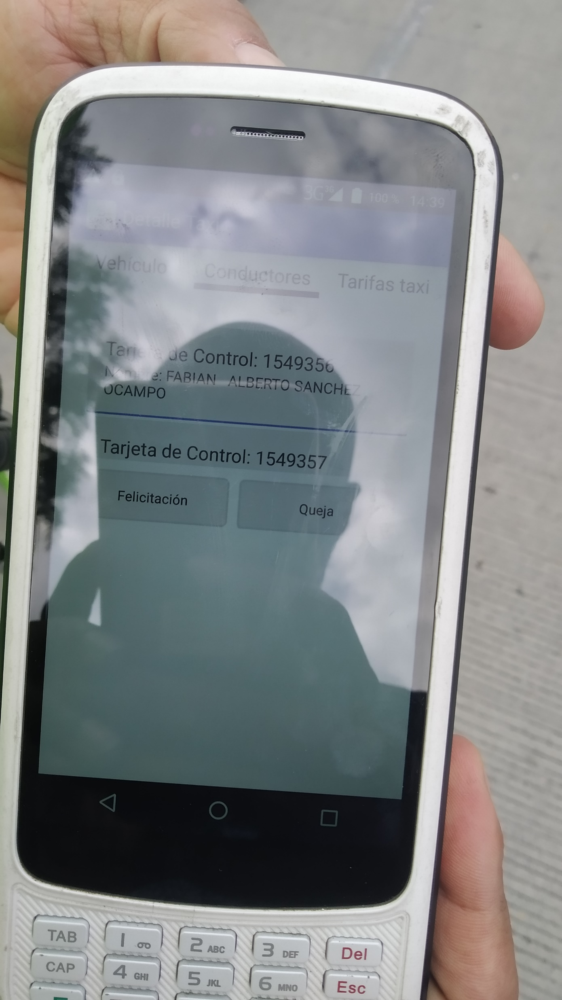 3G 3G 100 % 14:39
Detalle Taxi
Vehículo Conductores Tarifas taxi
Tarjeta de Control: 1549356
Nombre: FABIAN ALBERTO SANCHEZ
OCAMPO
Tarjeta de Control: 1549357
Felicitación Queja
TAB 1 2 ABC 3 DEF Del
CAP 4 GHI 5 JKL 6 MNO Esc